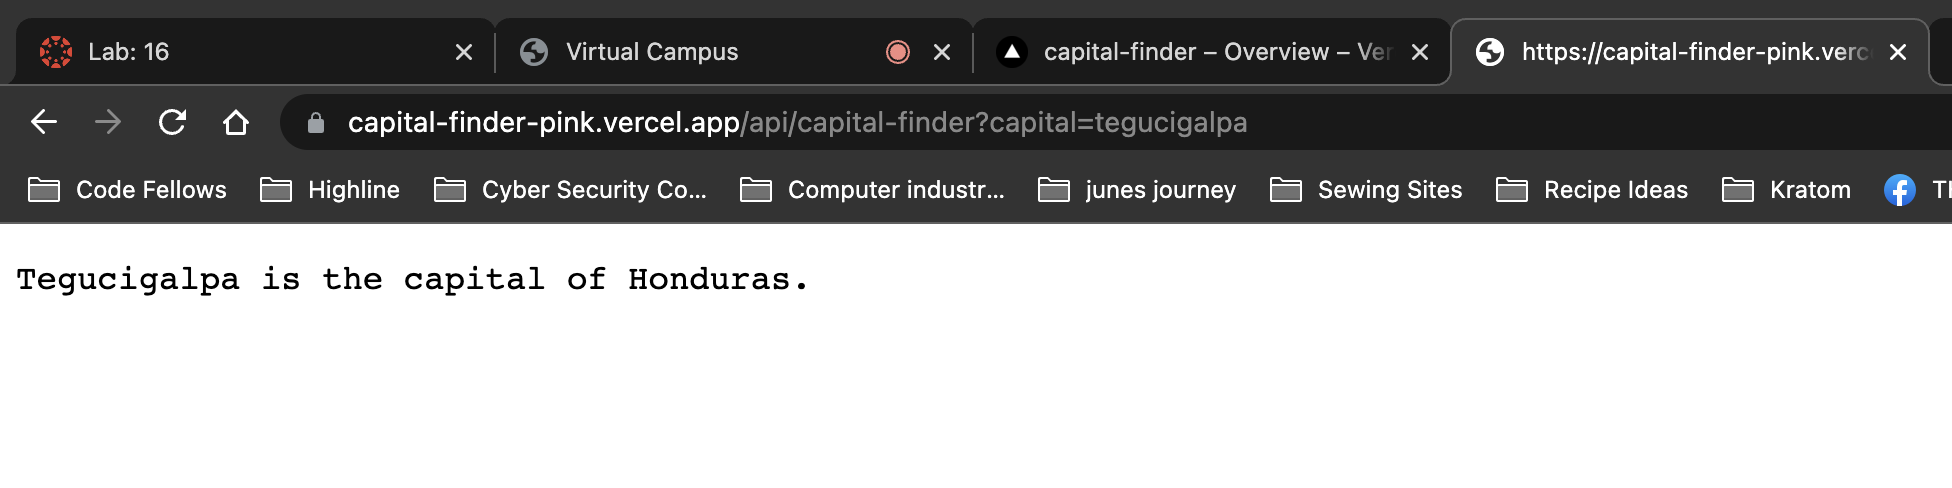 Lab: 16
Virtual Campus
capital-finder – Overview – Ver
https://capital-finder-pink.verc
capital-finder-pink.vercel.app/api/capital-finder?capital=tegucigalpa
Code Fellows Highline Cyber Security Co... Computer industr... junes journey Sewing Sites Recipe Ideas Kratom
Tegucigalpa is the capital of Honduras.